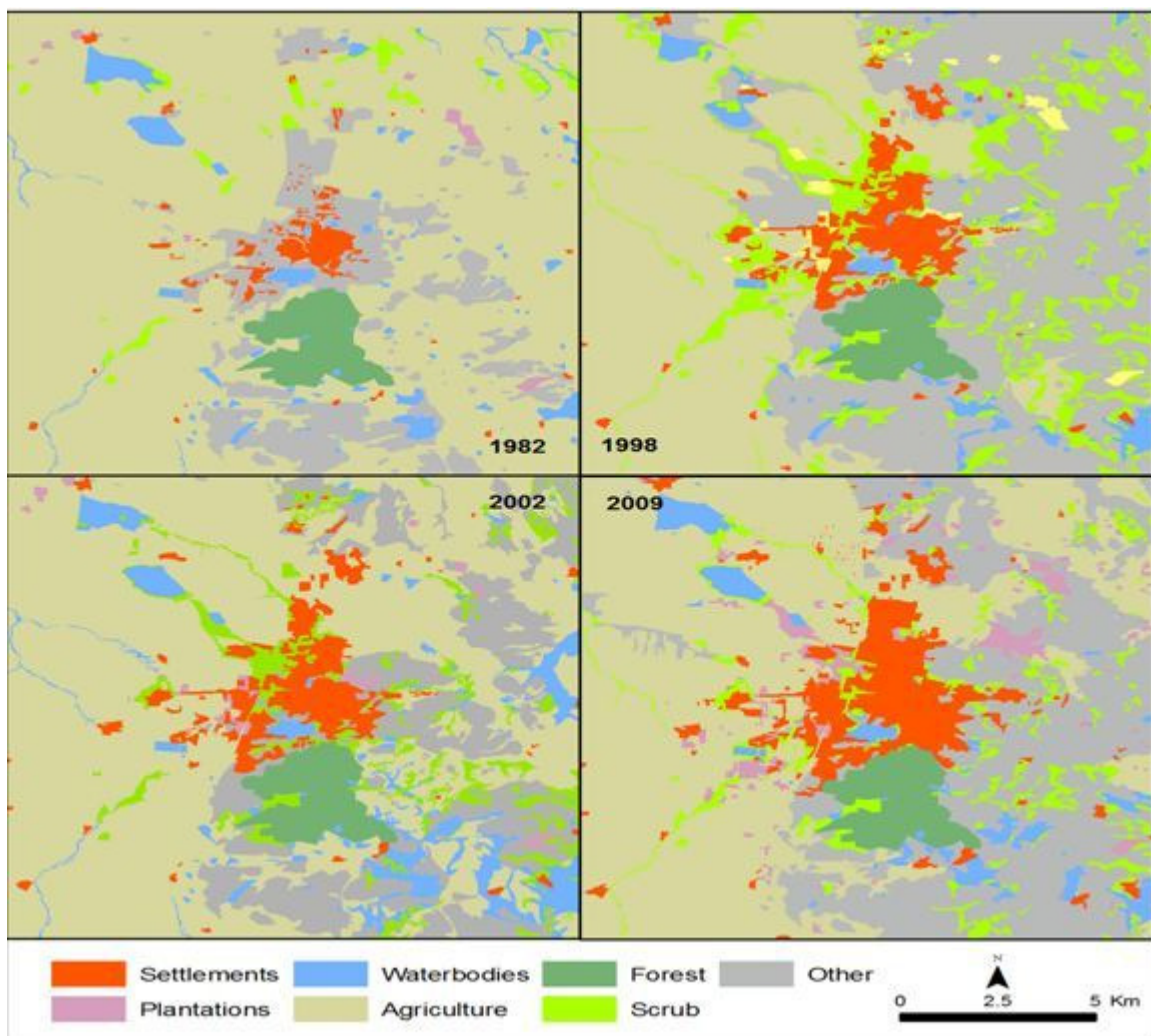 1982
1998
2002
2009
Settlements Waterbodies Forest Other
Plantations Agriculture Scrub
N
0 2.5 5 Km